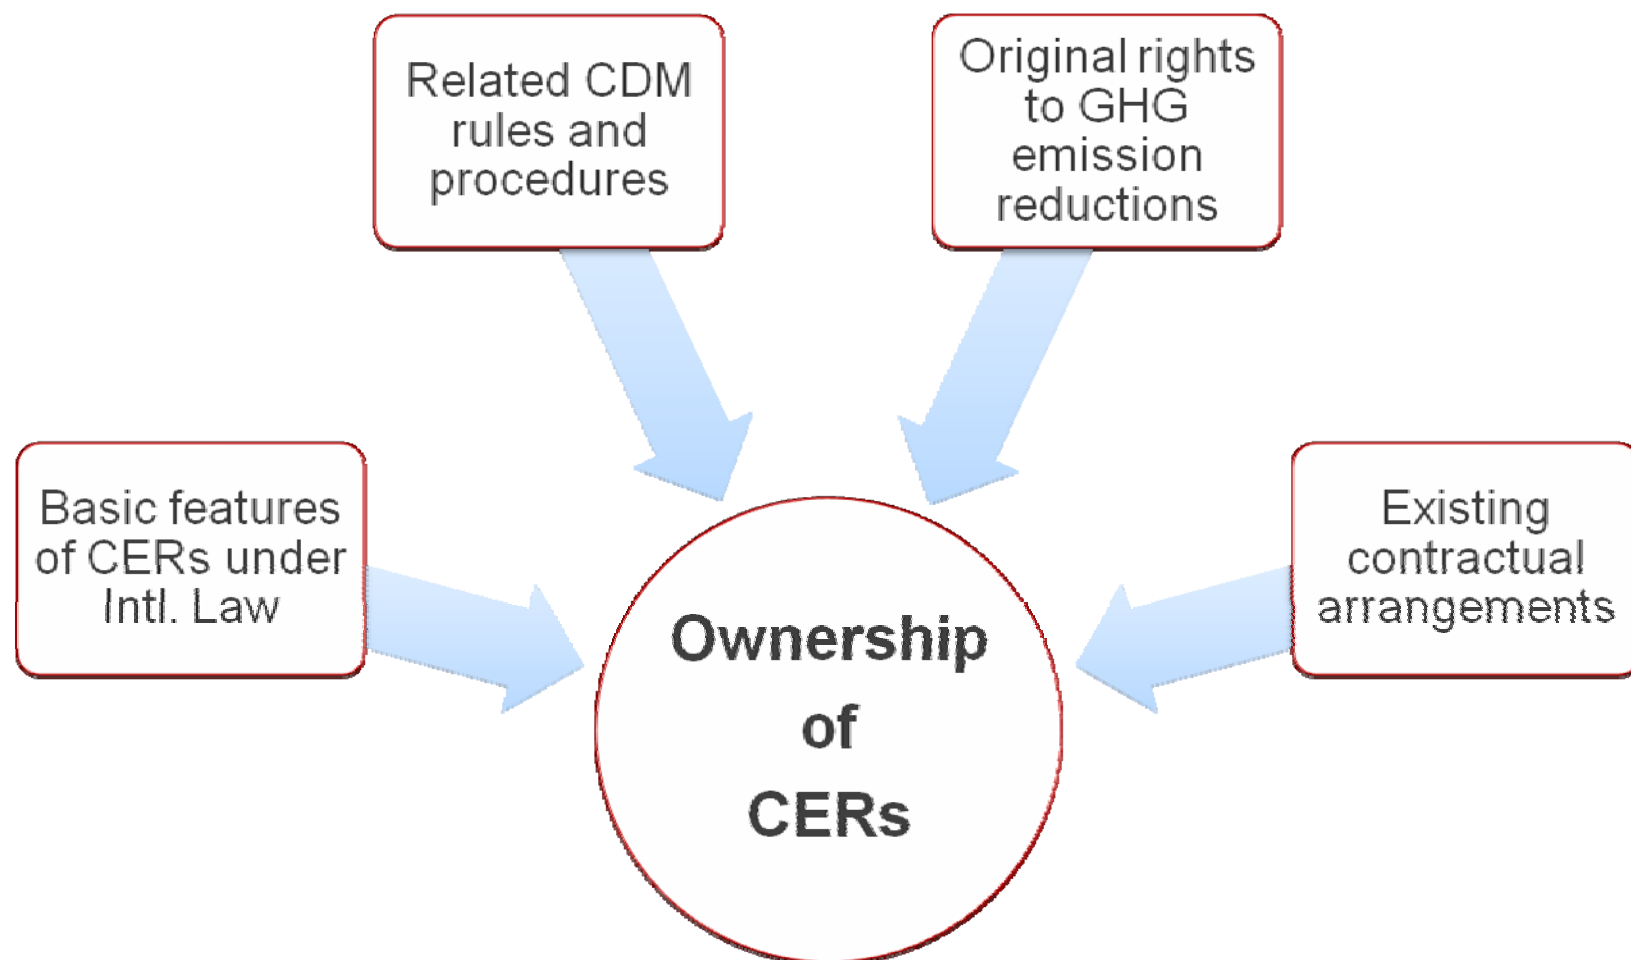 Related CDM
rules and
procedures
Original rights
to GHG
emission
reductions
Basic features
of CERs under
Intl. Law
Existing
contractual
arrangements
Ownership
of
CERs